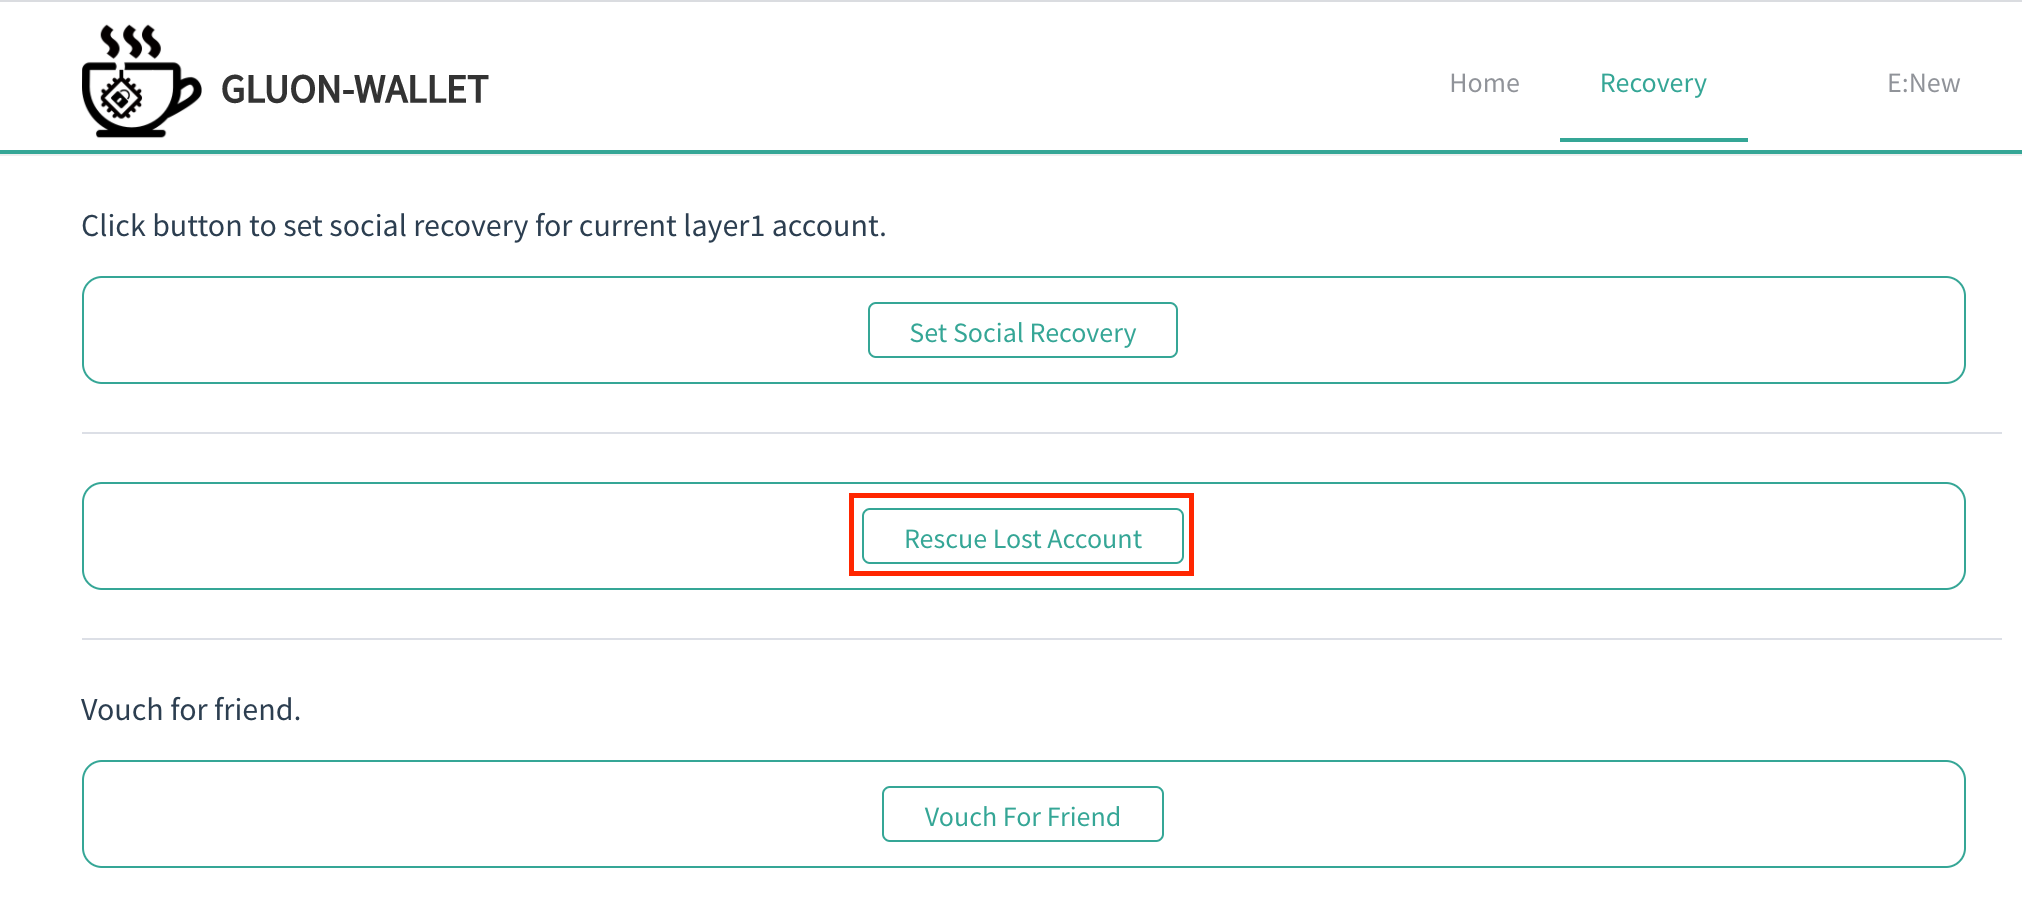 GLUON-WALLET
Home
Recovery
E:New
Click button to set social recovery for current layer1 account.
Set Social Recovery
Rescue Lost Account
Vouch for friend.
Vouch For Friend